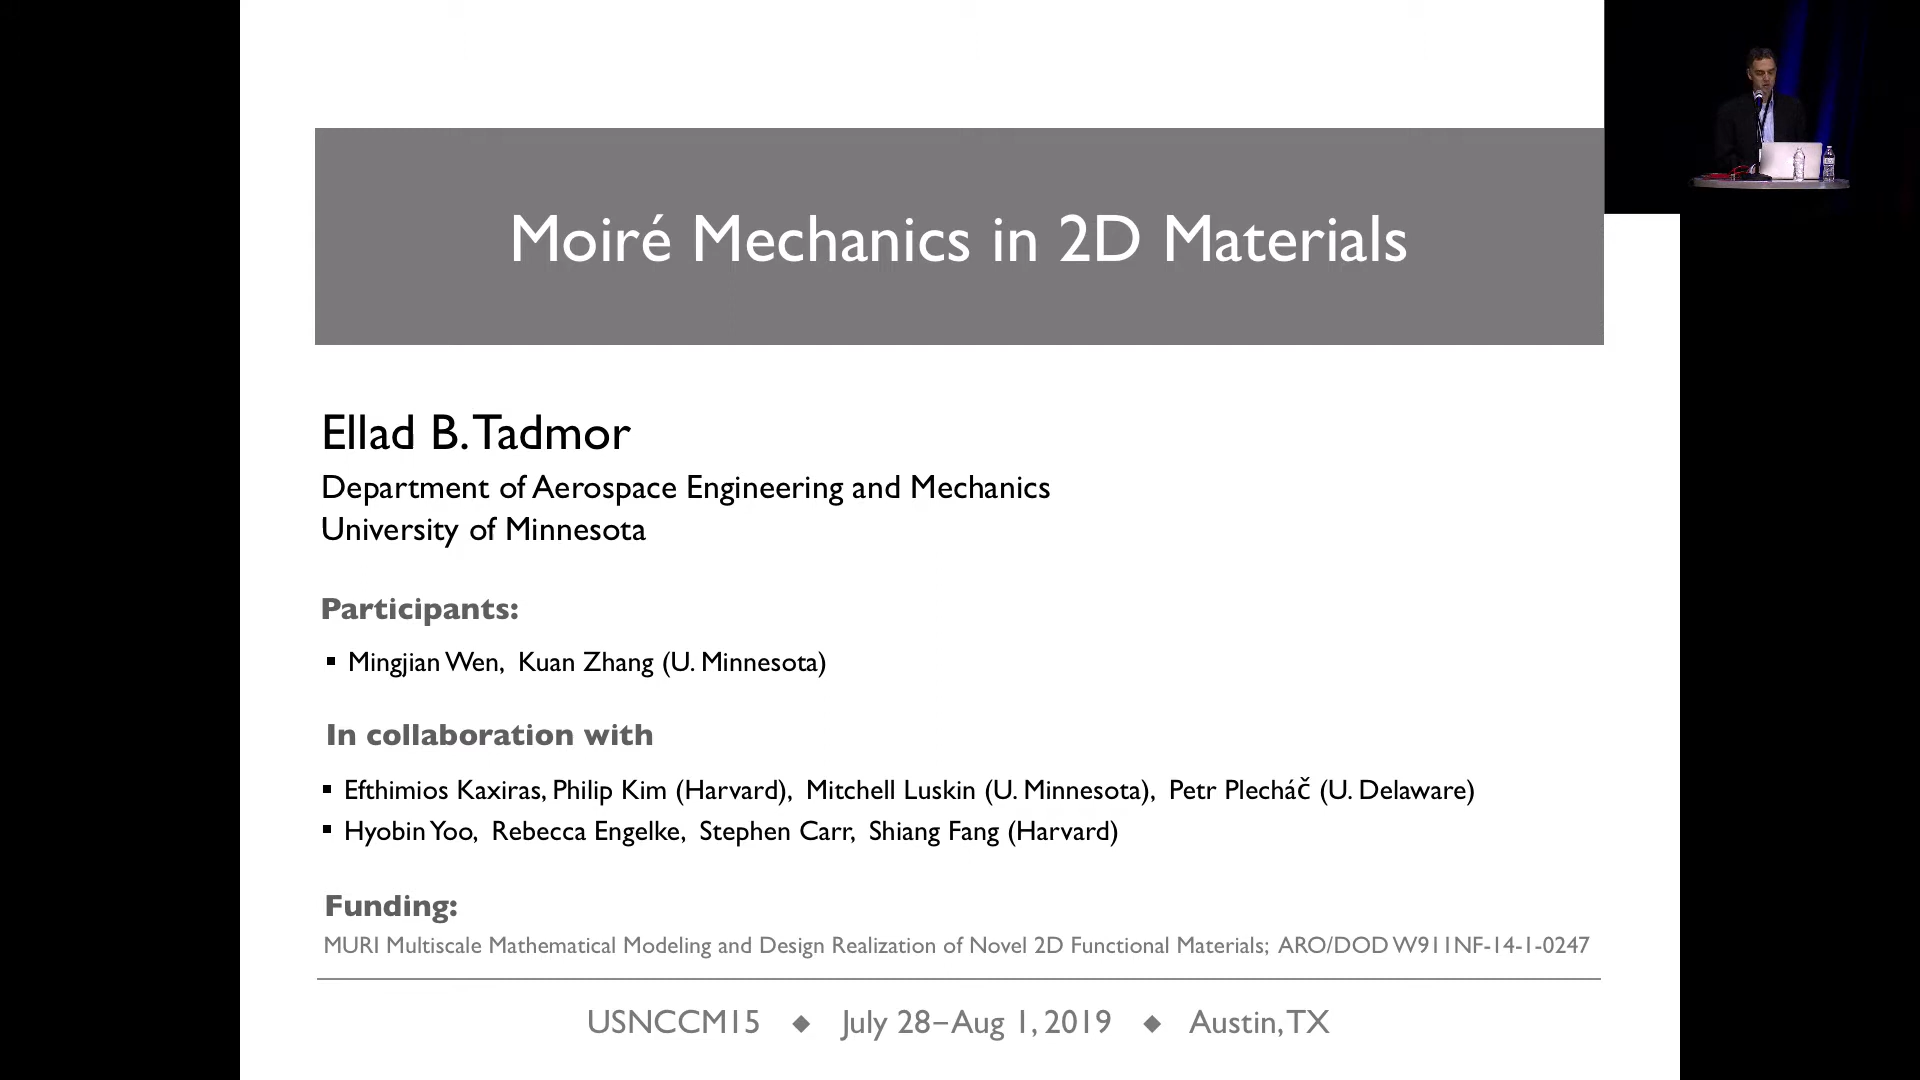 Moiré Mechanics in 2D Materials
Ellad B. Tadmor
Department of Aerospace Engineering and Mechanics
University of Minnesota
Participants:
▪ Mingjian Wen, Kuan Zhang (U. Minnesota)
In collaboration with
▪ Efthimios Kaxiras, Philip Kim (Harvard), Mitchell Luskin (U. Minnesota), Petr Plecháč (U. Delaware)
▪ Hyobin Yoo, Rebecca Engelke, Stephen Carr, Shiang Fang (Harvard)
Funding:
MURI Multiscale Mathematical Modeling and Design Realization of Novel 2D Functional Materials; ARO/DOD W911NF-14-1-0247
USNCCM15 ◆ July 28–Aug 1, 2019 ◆ Austin, TX